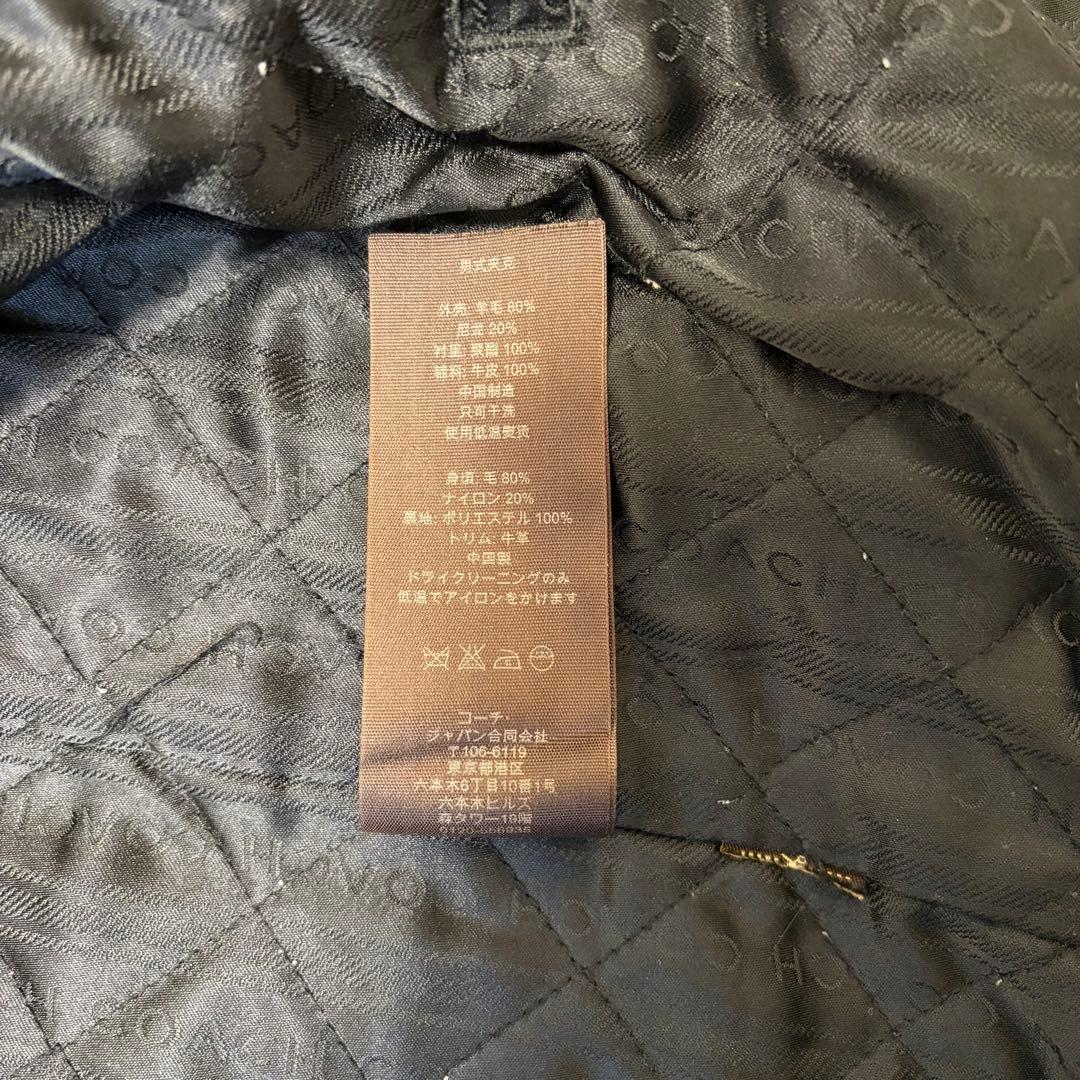 男式夹克
外壳: 羊毛 80%
尼龙 20%
衬里: 聚酯 100%
辅料: 牛皮 100%
中国制造
只可干洗
使用低温熨烫
身頃: 毛 80%
ナイロン 20%
裏地: ポリエステル 100%
トリム: 牛革
中国製
ドライクリーニングのみ
低温でアイロンをかけます
コーチ・
ジャパン合同会社
〒106-6119
東京都港区
六本木6丁目10番1号
六本木ヒルズ
森タワー19階
0120-556936
COACH